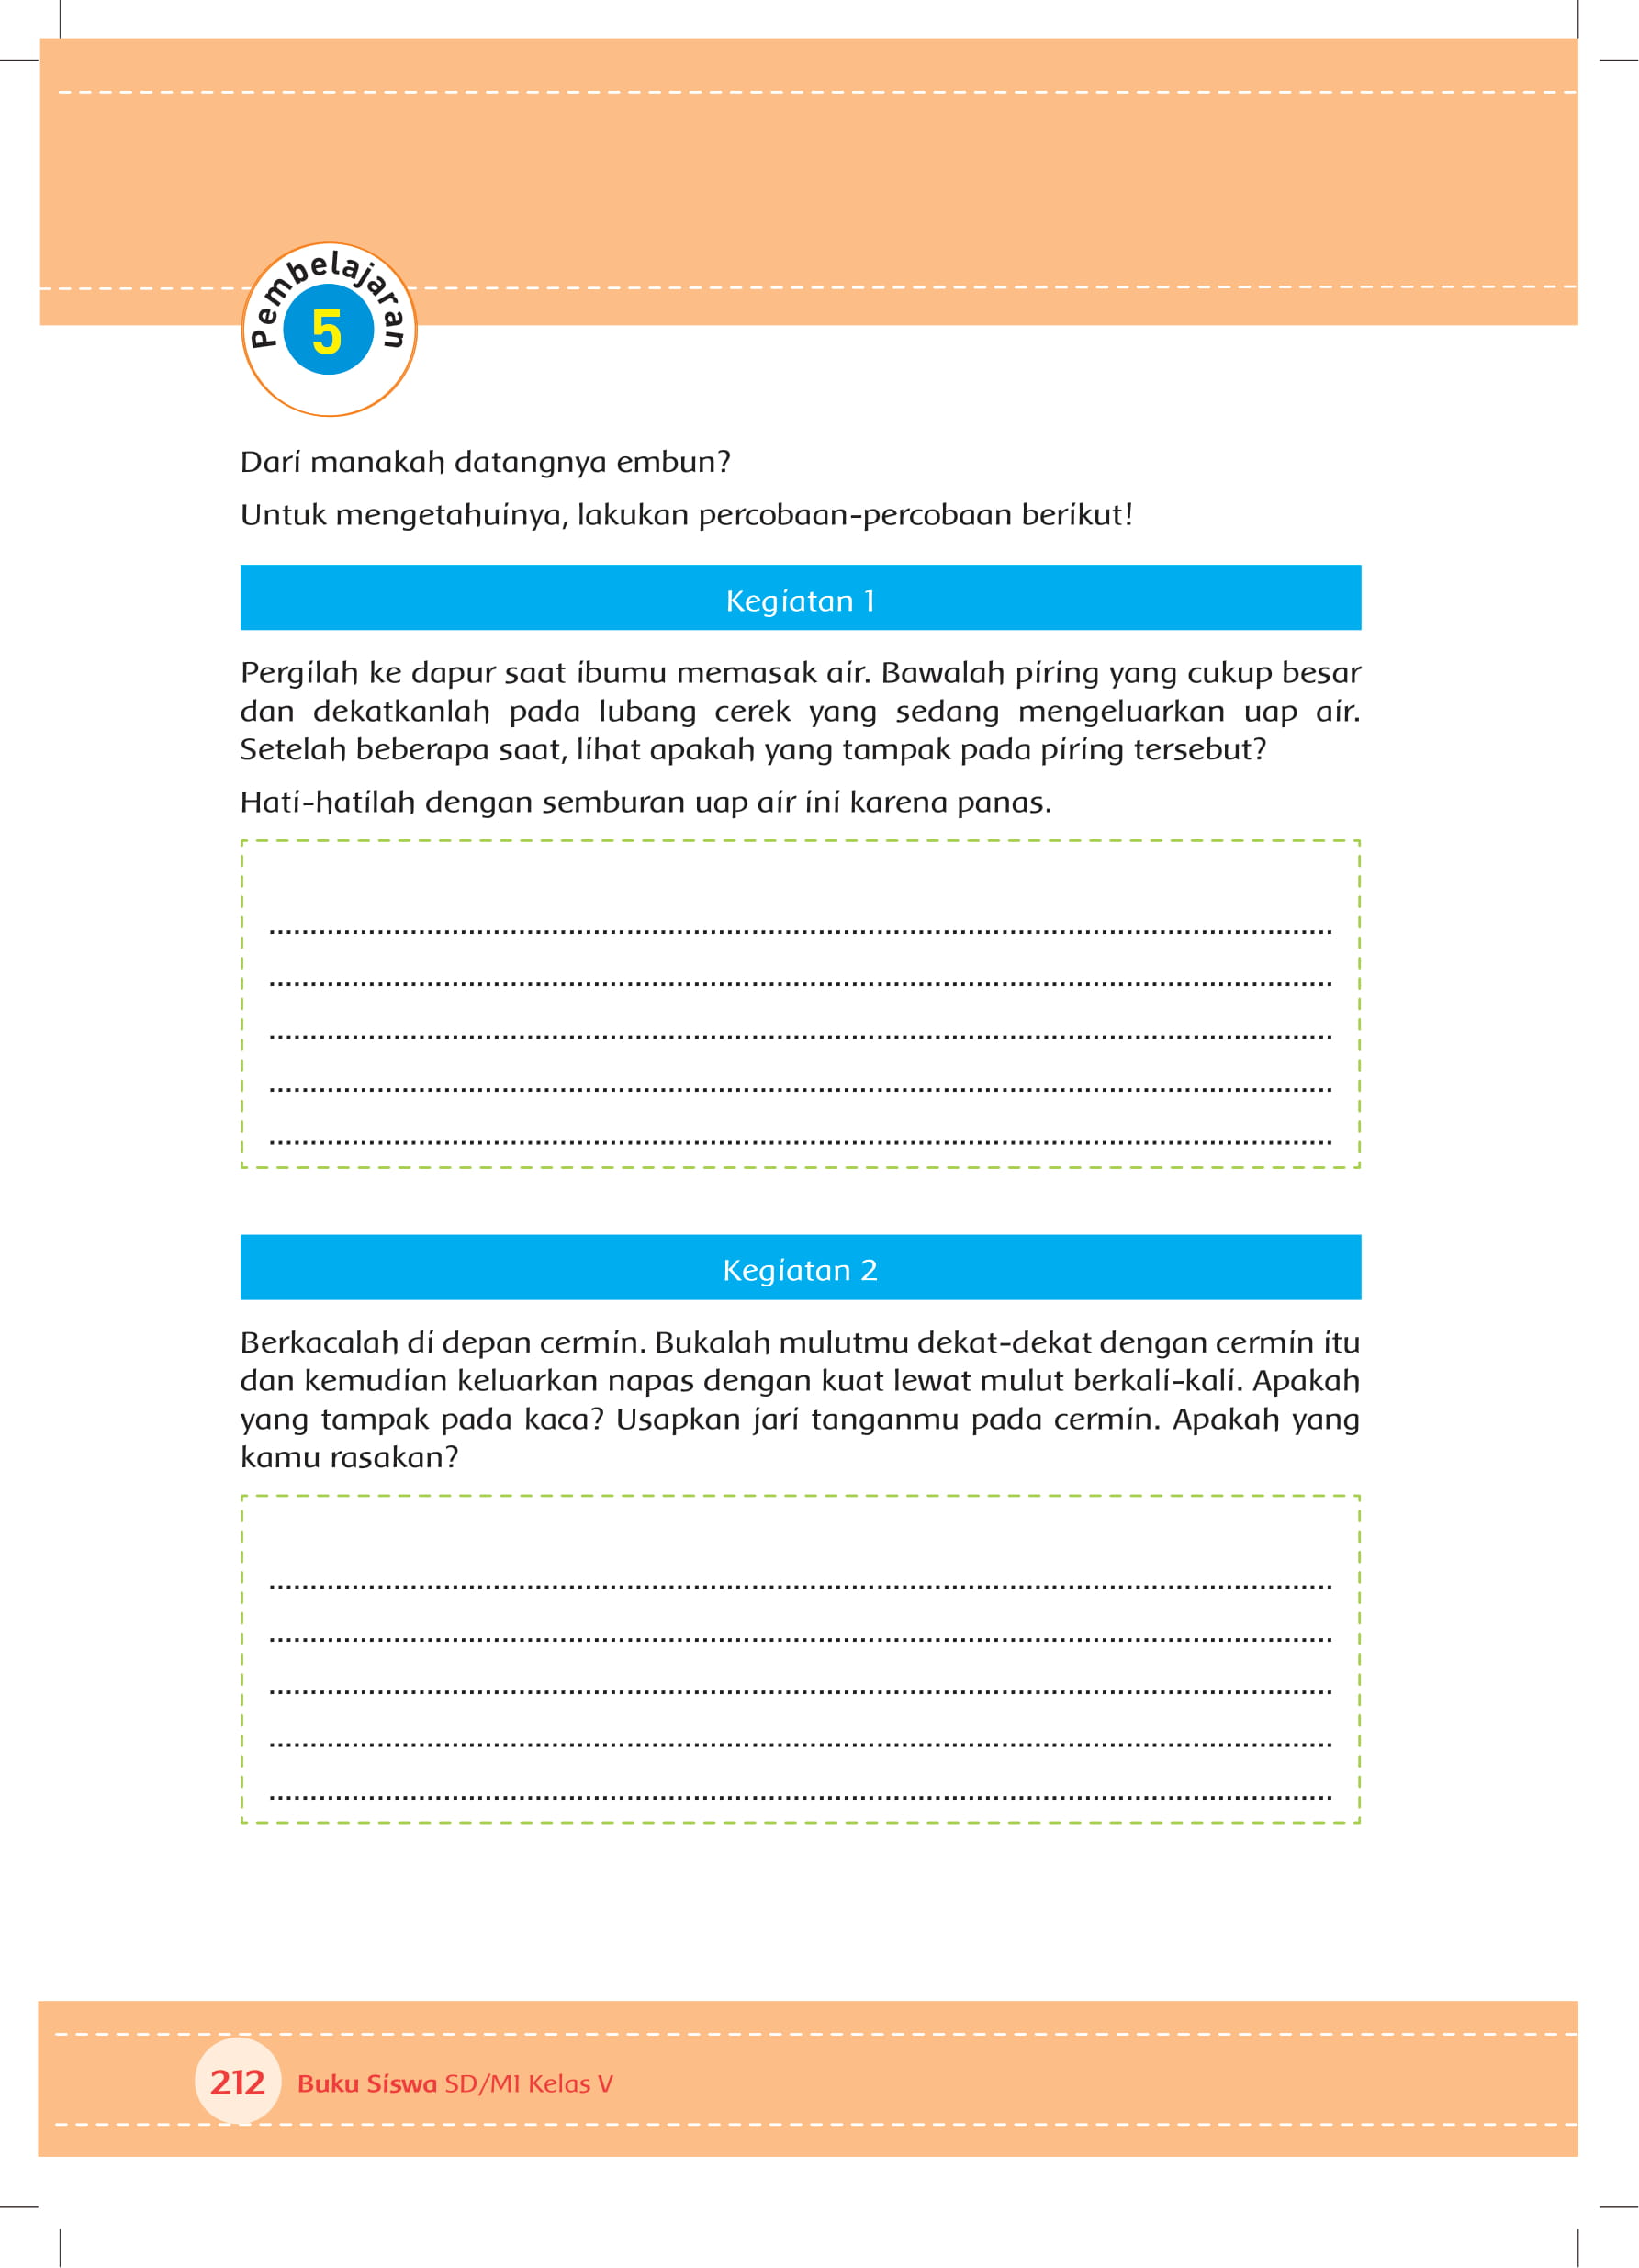 Pembelajaran
5
Dari manakah datangnya embun?
Untuk mengetahuinya, lakukan percobaan-percobaan berikut!
Kegiatan 1
Pergilah ke dapur saat ibumu memasak air. Bawalah piring yang cukup besar
dan dekatkanlah pada lubang cerek yang sedang mengeluarkan uap air.
Setelah beberapa saat, lihat apakah yang tampak pada piring tersebut?
Hati-hatilah dengan semburan uap air ini karena panas.
Kegiatan 2
Berkacalah di depan cermin. Bukalah mulutmu dekat-dekat dengan cermin itu
dan kemudian keluarkan napas dengan kuat lewat mulut berkali-kali. Apakah
yang tampak pada kaca? Usapkan jari tanganmu pada cermin. Apakah yang
kamu rasakan?
212 Buku Siswa SD/MI Kelas V